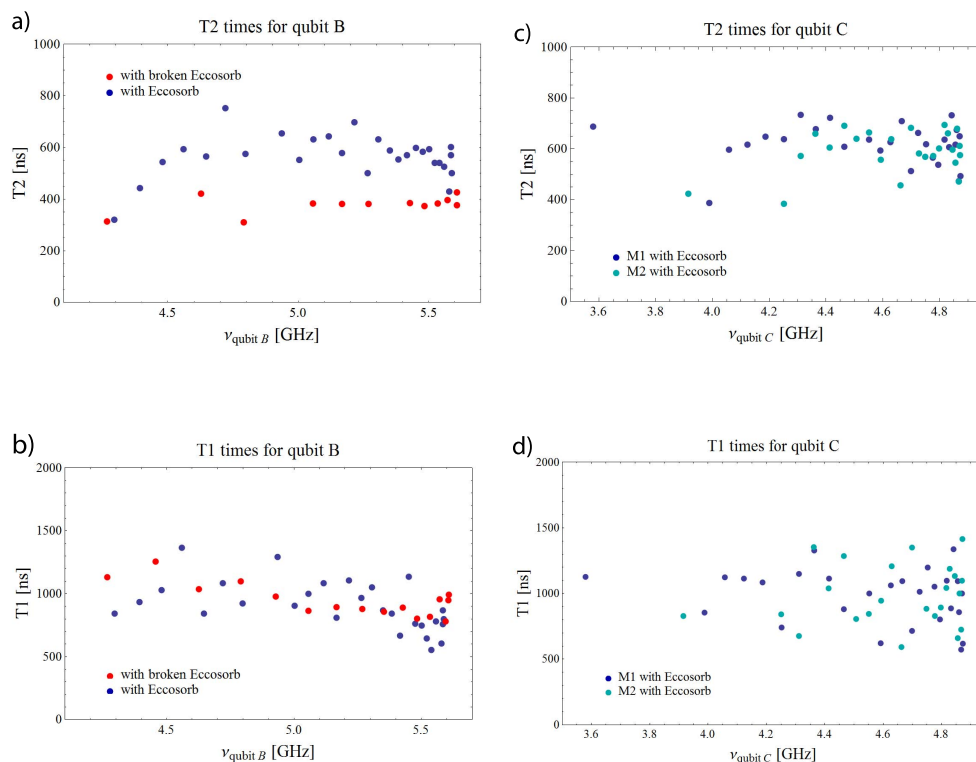 a)
T2 times for qubit B
1000
800
600
400
200
0
T2 [ns]
with broken Eccosorb
with Eccosorb
4.5 5.0 5.5
νqubit B [GHz]
c)
T2 times for qubit C
1000
800
600
400
200
0
T2 [ns]
M1 with Eccosorb
M2 with Eccosorb
3.6 3.8 4.0 4.2 4.4 4.6 4.8
νqubit C [GHz]
b)
T1 times for qubit B
2000
1500
1000
500
0
T1 [ns]
with broken Eccosorb
with Eccosorb
4.5 5.0 5.5
νqubit B [GHz]
d)
T1 times for qubit C
2000
1500
1000
500
0
T1 [ns]
M1 with Eccosorb
M2 with Eccosorb
3.6 3.8 4.0 4.2 4.4 4.6 4.8
νqubit C [GHz]